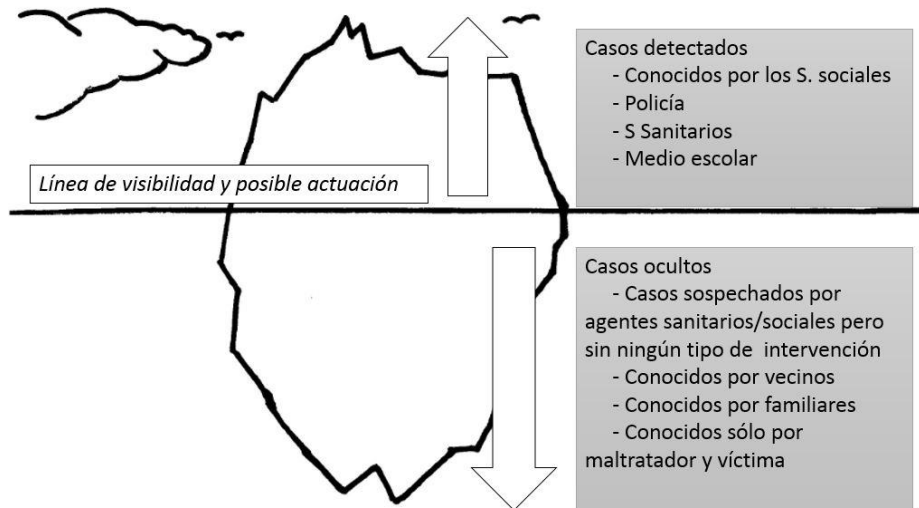 Casos detectados
- Conocidos por los S. sociales
- Policía
- S Sanitarios
- Medio escolar
Línea de visibilidad y posible actuación
Casos ocultos
- Casos sospechados por
agentes sanitarios/sociales pero
sin ningún tipo de intervención
- Conocidos por vecinos
- Conocidos por familiares
- Conocidos sólo por
maltratador y víctima